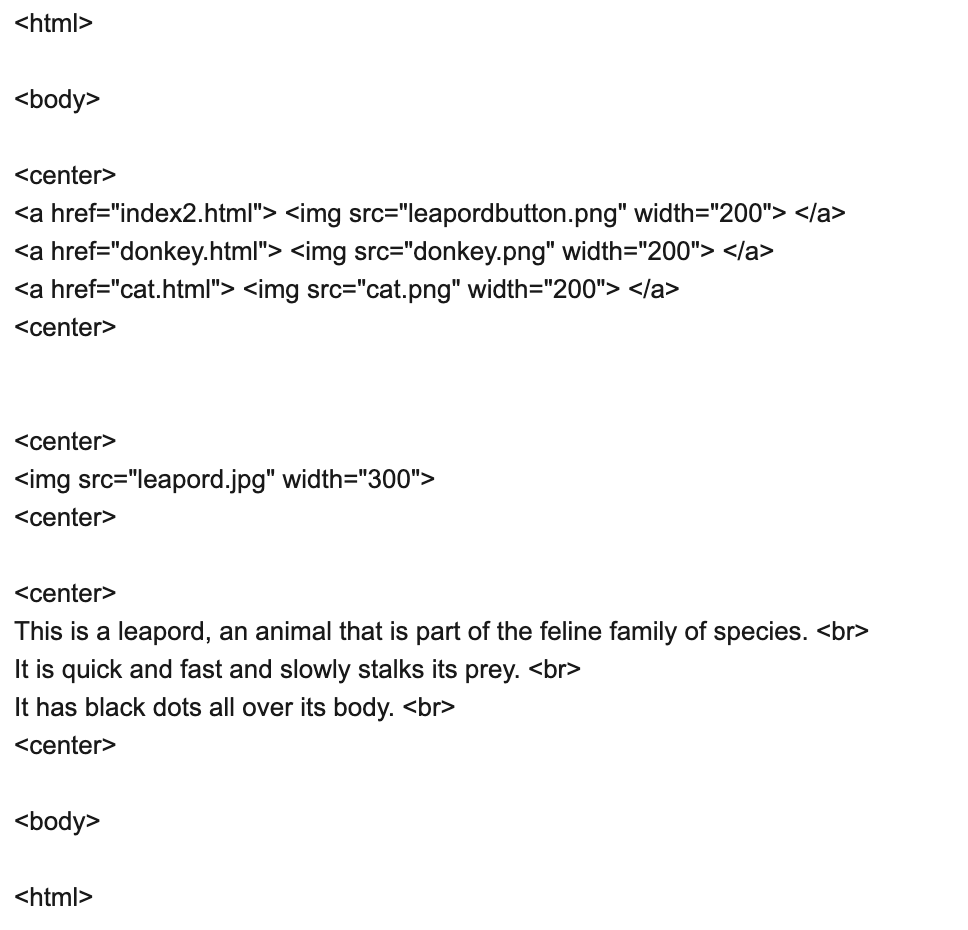 <html>
<body>
<center>
<a href="index2.html"> <img src="leapordbutton.png" width="200"> </a>
<a href="donkey.html"> <img src="donkey.png" width="200"> </a>
<a href="cat.html"> <img src="cat.png" width="200"> </a>
<center>
<center>
<img src="leapord.jpg" width="300">
<center>
<center>
This is a leapord, an animal that is part of the feline family of species. <br>
It is quick and fast and slowly stalks its prey. <br>
It has black dots all over its body. <br>
<center>
<body>
<html>